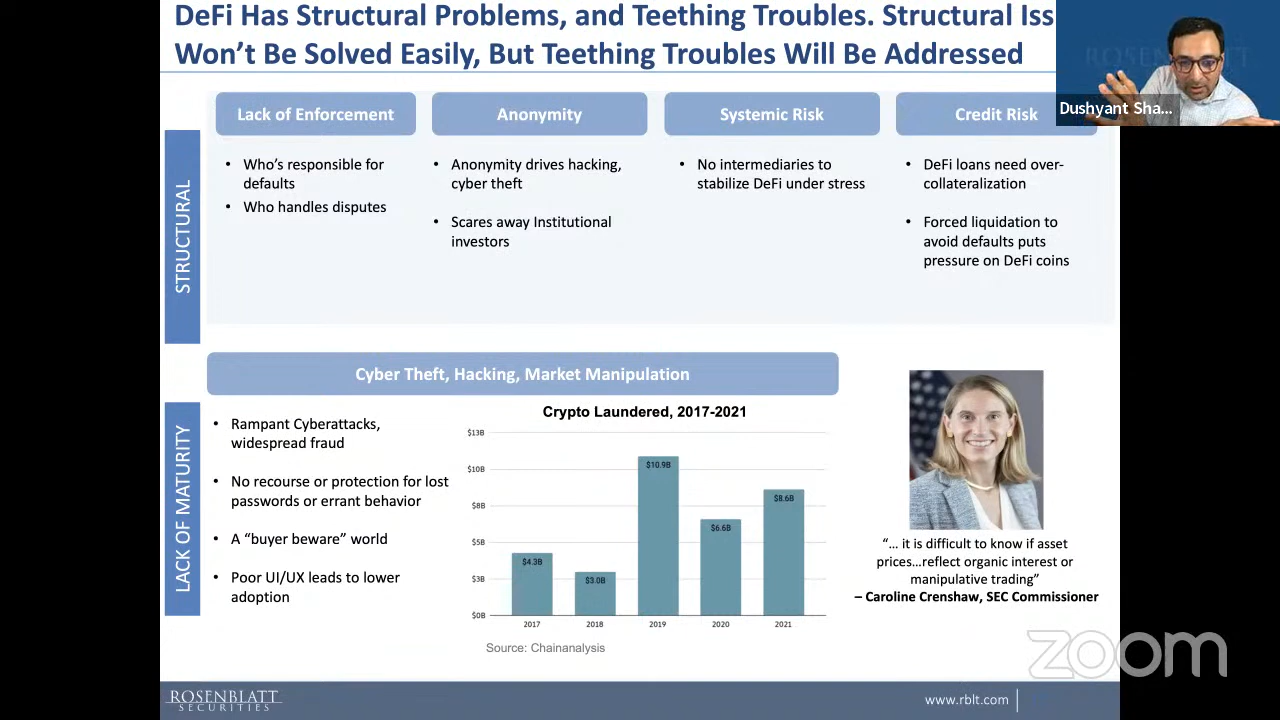 DeFi Has Structural Problems, and Teething Troubles. Structural Iss
Won’t Be Solved Easily, But Teething Troubles Will Be Addressed
Dushyant Sha...
STRUCTURAL
Lack of Enforcement
• Who’s responsible for
defaults
• Who handles disputes
Anonymity
• Anonymity drives hacking,
cyber theft
• Scares away Institutional
investors
Systemic Risk
• No intermediaries to
stabilize DeFi under stress
Credit Risk
• DeFi loans need over-
collateralization
• Forced liquidation to
avoid defaults puts
pressure on DeFi coins
LACK OF MATURITY
Cyber Theft, Hacking, Market Manipulation
• Rampant Cyberattacks,
widespread fraud
• No recourse or protection for lost
passwords or errant behavior
• A “buyer beware” world
• Poor UI/UX leads to lower
adoption
Crypto Laundered, 2017-2021
$13B
$10B
$8B
$5B
$3B
$0B
$4.3B
$3.0B
$10.9B
$6.6B
$8.6B
2017 2018 2019 2020 2021
Source: Chainanalysis
“... it is difficult to know if asset
prices...reflect organic interest or
manipulative trading”
– Caroline Crenshaw, SEC Commissioner
zoom
ROSENBLATT
SECURITIES
www.rblt.com